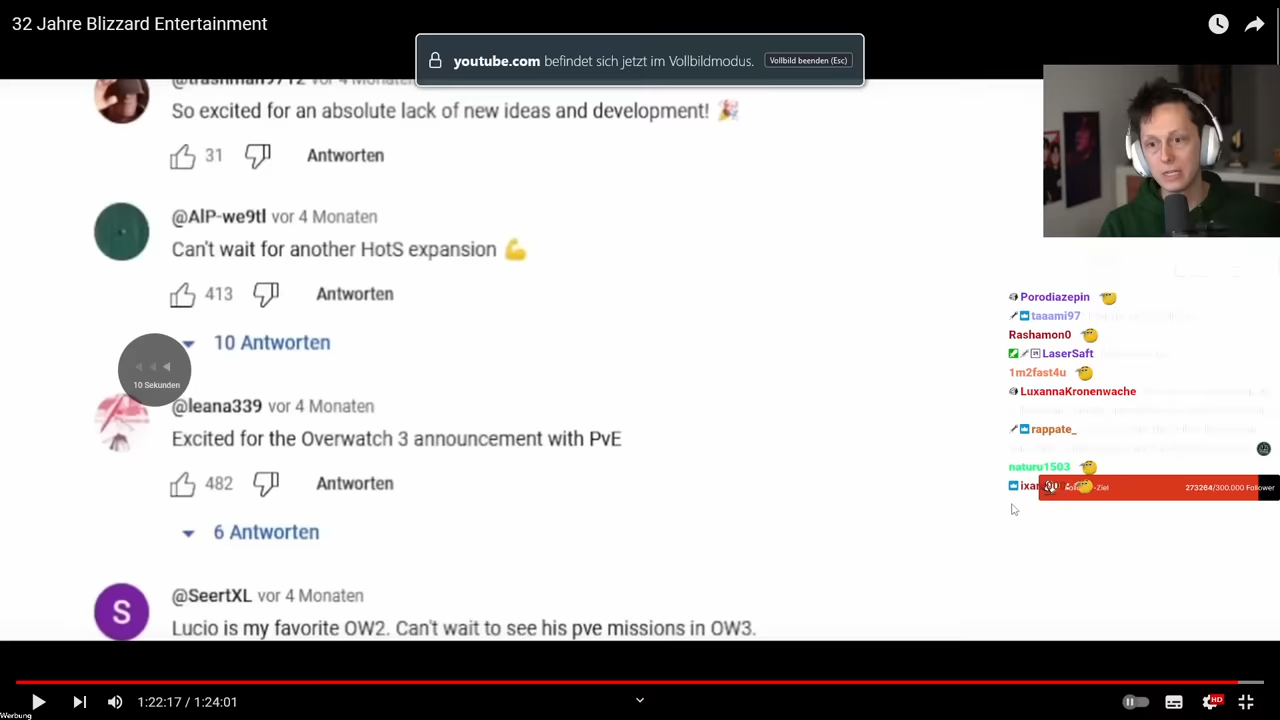 32 Jahre Blizzard Entertainment
youtube.com befindet sich jetzt im Vollbildmodus. Vollbild beenden (Esc)
So excited for an absolute lack of new ideas and development! 🎉
31 Antworten
@AlP-we9tl vor 4 Monaten
Can't wait for another HotS expansion 💪
413 Antworten
10 Antworten
10 Sekunden
@leana339 vor 4 Monaten
Excited for the Overwatch 3 announcement with PvE
482 Antworten
6 Antworten
S
@SeertXL vor 4 Monaten
Lucio is my favorite OW2. Can't wait to see his pve missions in OW3.
Porodiazepin
taaami97
Rashamon0
LaserSaft
1m2fast4u
LuxannaKronenwache
rappate_
naturu1503
273264/300.000 Follower
1:22:17 / 1:24:01
HD
Werbung